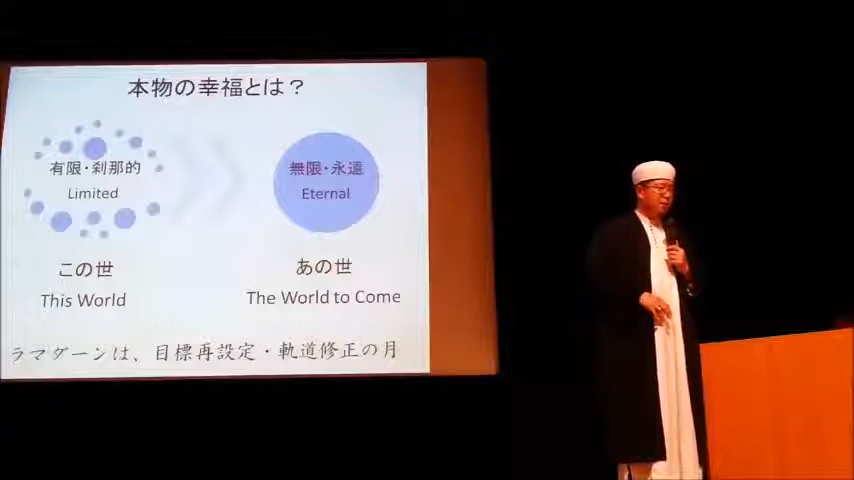 本物の幸福とは？
有限・刹那的
Limited
無限・永遠
Eternal
この世
This World
あの世
The World to Come
ラマダーンは、目標再設定・軌道修正の月